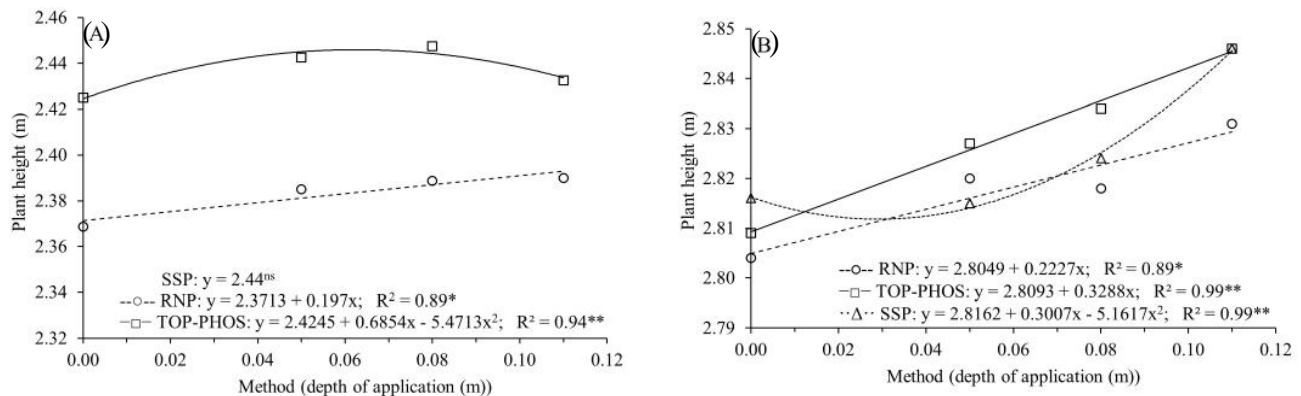 (A)
2.46
2.44
2.42
2.40
2.38
2.36
2.34
2.32
Plant height (m)
SSP: y = 2.44ⁿˢ
RNP: y = 2.3713 + 0.197x; R² = 0.89*
TOP-PHOS: y = 2.4245 + 0.6854x - 5.4713x²; R² = 0.94**
0.00 0.02 0.04 0.06 0.08 0.10 0.12
Method (depth of application (m))
(B)
2.85
2.84
2.83
2.82
2.81
2.80
2.79
Plant height (m)
RNP: y = 2.8049 + 0.2227x; R² = 0.89*
TOP-PHOS: y = 2.8093 + 0.3288x; R² = 0.99**
SSP: y = 2.8162 + 0.3007x - 5.1617x²; R² = 0.99**
0.00 0.02 0.04 0.06 0.08 0.10 0.12
Method (depth of application (m))